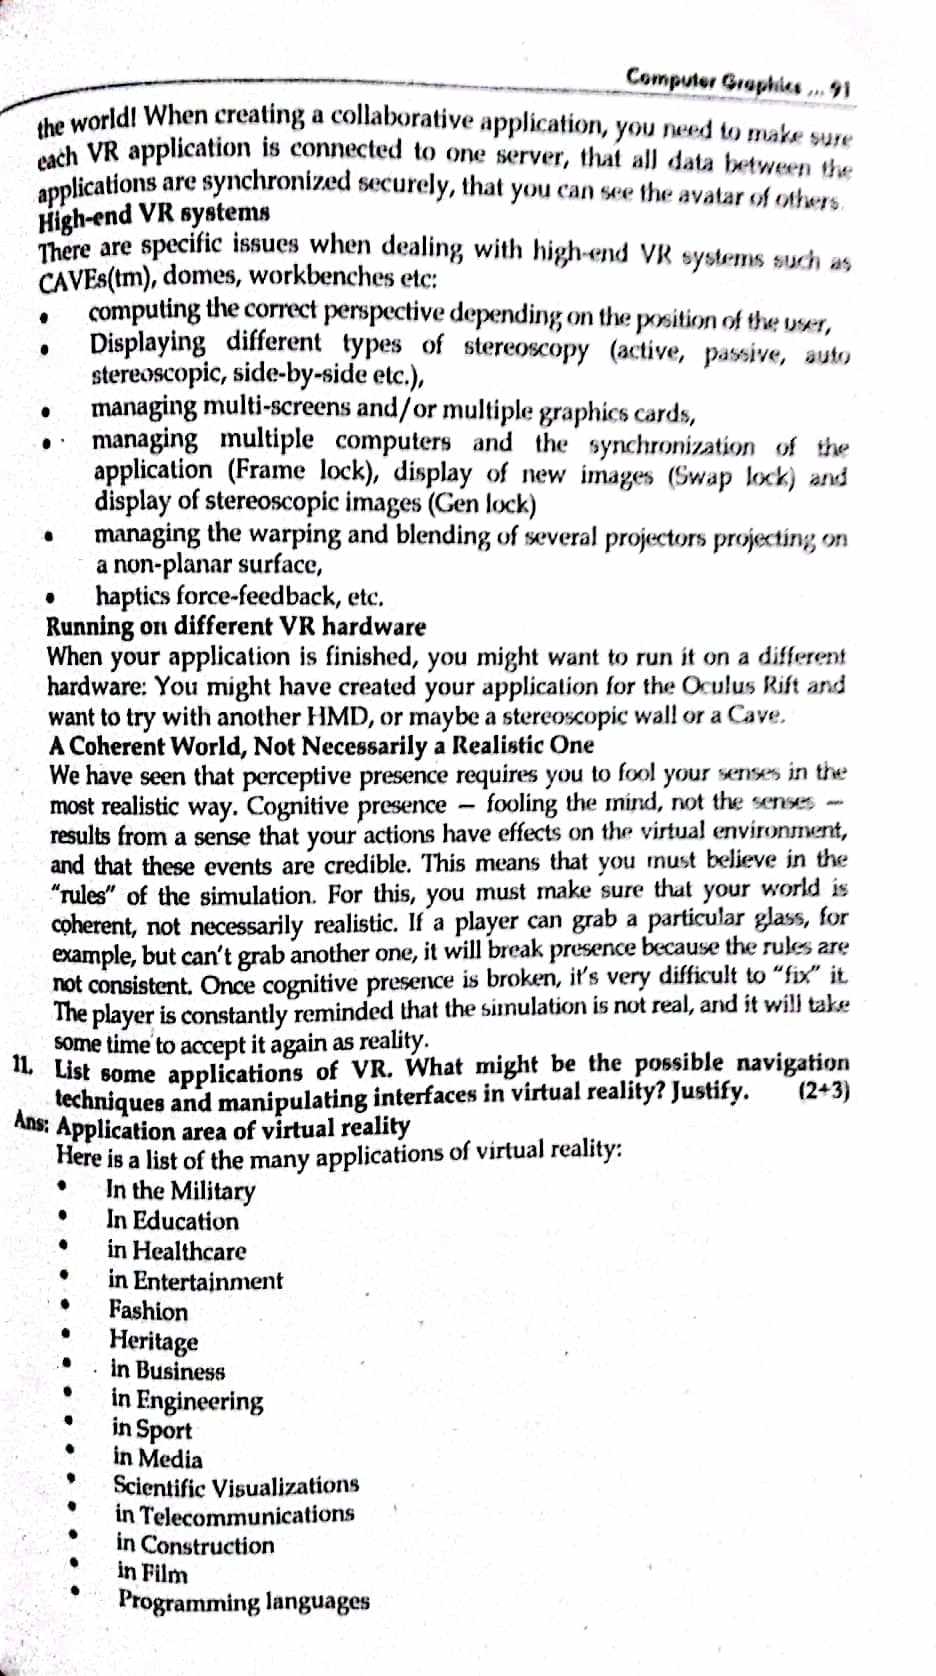 Computer Graphics ... 91
the world! When creating a collaborative application, you need to make sure
each VR application is connected to one server, that all data between the
applications are synchronized securely, that you can see the avatar of others.
High-end VR systems
There are specific issues when dealing with high-end VR systems such as
CAVEs(tm), domes, workbenches etc:
• computing the correct perspective depending on the position of the user,
• Displaying different types of stereoscopy (active, passive, auto
stereoscopic, side-by-side etc.),
• managing multi-screens and/or multiple graphics cards,
• managing multiple computers and the synchronization of the
application (Frame lock), display of new images (Swap lock) and
display of stereoscopic images (Gen lock)
• managing the warping and blending of several projectors projecting on
a non-planar surface,
• haptics force-feedback, etc.
Running on different VR hardware
When your application is finished, you might want to run it on a different
hardware: You might have created your application for the Oculus Rift and
want to try with another HMD, or maybe a stereoscopic wall or a Cave.
A Coherent World, Not Necessarily a Realistic One
We have seen that perceptive presence requires you to fool your senses in the
most realistic way. Cognitive presence — fooling the mind, not the senses —
results from a sense that your actions have effects on the virtual environment,
and that these events are credible. This means that you must believe in the
“rules” of the simulation. For this, you must make sure that your world is
coherent, not necessarily realistic. If a player can grab a particular glass, for
example, but can't grab another one, it will break presence because the rules are
not consistent. Once cognitive presence is broken, it's very difficult to “fix” it.
The player is constantly reminded that the simulation is not real, and it will take
some time to accept it again as reality.
11. List some applications of VR. What might be the possible navigation
techniques and manipulating interfaces in virtual reality? Justify. (2+3)
Ans: Application area of virtual reality
Here is a list of the many applications of virtual reality:
• In the Military
• In Education
• in Healthcare
• in Entertainment
• Fashion
• Heritage
• in Business
• in Engineering
• in Sport
• in Media
• Scientific Visualizations
• in Telecommunications
• in Construction
• in Film
• Programming languages